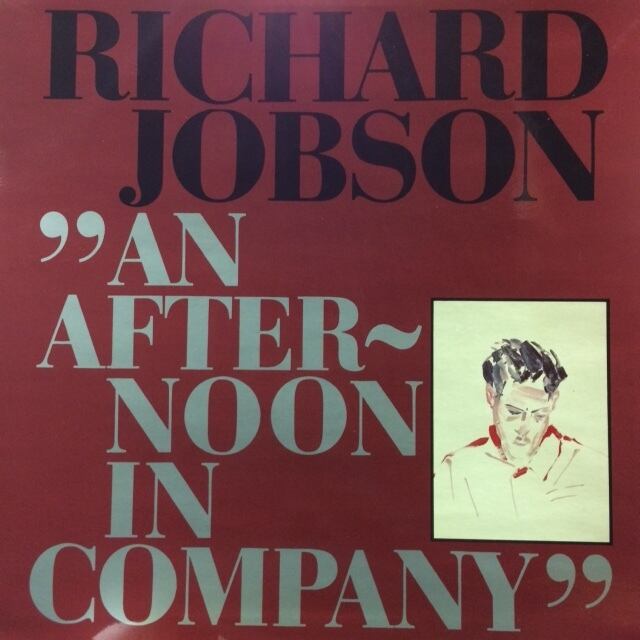 RICHARD
JOBSON
”AN
AFTER~
NOON
IN
COMPANY”